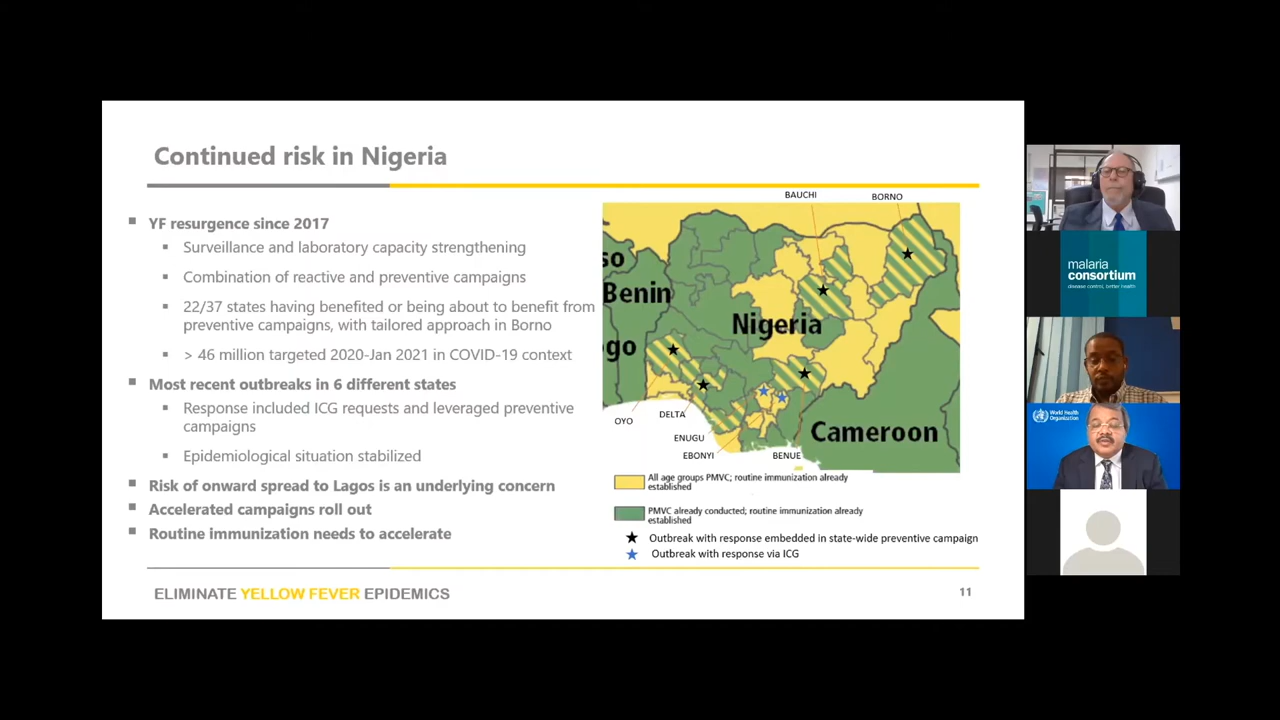 Continued risk in Nigeria
YF resurgence since 2017
Surveillance and laboratory capacity strengthening
Combination of reactive and preventive campaigns
22/37 states having benefited or being about to benefit from
preventive campaigns, with tailored approach in Borno
> 46 million targeted 2020-Jan 2021 in COVID-19 context
Most recent outbreaks in 6 different states
Response included ICG requests and leveraged preventive
campaigns
Epidemiological situation stabilized
Risk of onward spread to Lagos is an underlying concern
Accelerated campaigns roll out
Routine immunization needs to accelerate
BAUCHI
BORNO
so
Benin
Nigeria
go
OYO
DELTA
ENUGU
EBONYI
BENUE
Cameroon
All age groups PMVC; routine immunization already
established
PMVC already conducted; routine immunization already
established
Outbreak with response embedded in state-wide preventive campaign
Outbreak with response via ICG
ELIMINATE YELLOW FEVER EPIDEMICS
11
malaria
consortium
disease control, better health
World Health
Organization